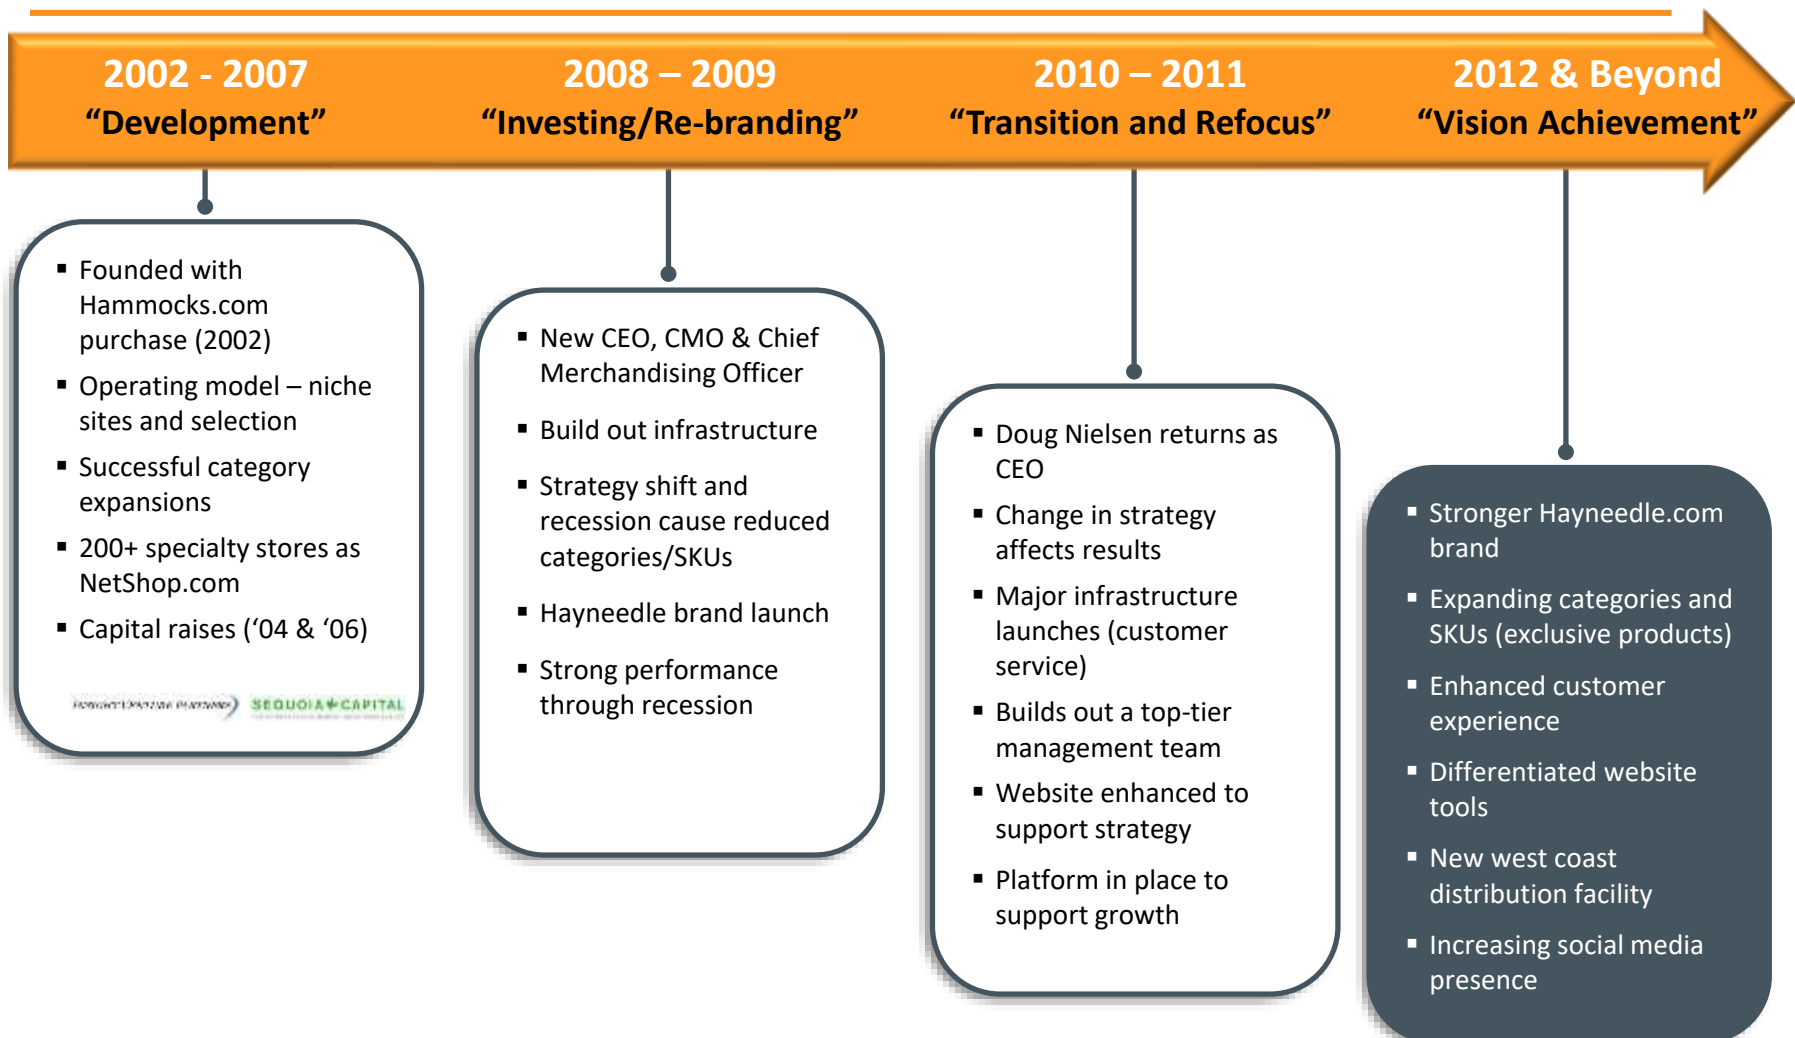 2002 - 2007
“Development”
2008 – 2009
“Investing/Re-branding”
2010 – 2011
“Transition and Refocus”
2012 & Beyond
“Vision Achievement”
▪ Founded with
Hammocks.com
purchase (2002)
▪ Operating model – niche
sites and selection
▪ Successful category
expansions
▪ 200+ specialty stores as
NetShop.com
▪ Capital raises (‘04 & ‘06)
SEQUOIA CAPITAL
▪ New CEO, CMO & Chief
Merchandising Officer
▪ Build out infrastructure
▪ Strategy shift and
recession cause reduced
categories/SKUs
▪ Hayneedle brand launch
▪ Strong performance
through recession
▪ Doug Nielsen returns as
CEO
▪ Change in strategy
affects results
▪ Major infrastructure
launches (customer
service)
▪ Builds out a top-tier
management team
▪ Website enhanced to
support strategy
▪ Platform in place to
support growth
▪ Stronger Hayneedle.com
brand
▪ Expanding categories and
SKUs (exclusive products)
▪ Enhanced customer
experience
▪ Differentiated website
tools
▪ New west coast
distribution facility
▪ Increasing social media
presence